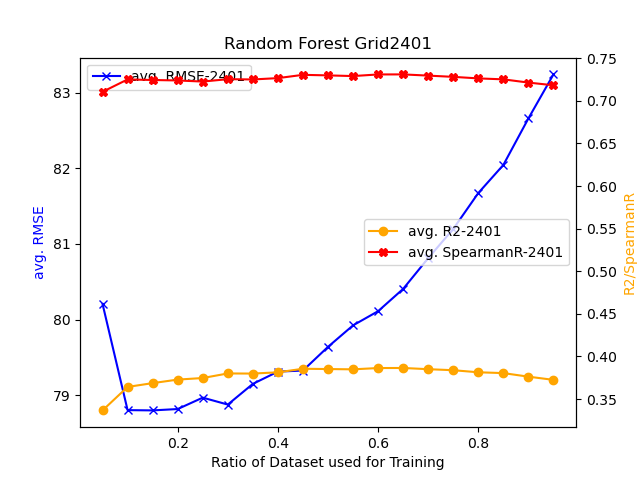 Random Forest Grid2401
avg. RMSE-2401
avg. R2-2401
avg. SpearmanR-2401
avg. RMSE
83
82
81
80
79
0.75
0.70
0.65
0.60
0.55
0.50
0.45
0.40
0.35
R2/SpearmanR
0.2 0.4 0.6 0.8
Ratio of Dataset used for Training